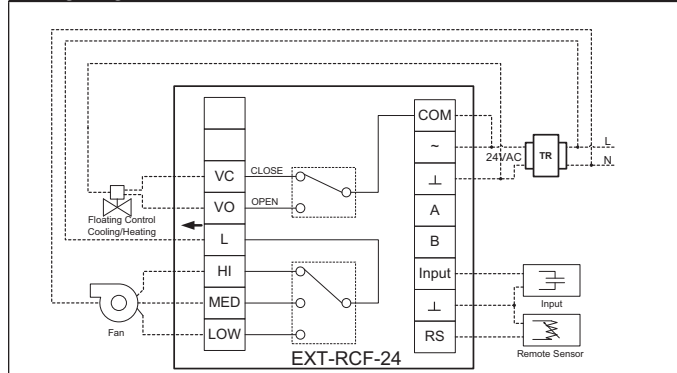 COM
~
24VAC
TR
L
N
⊥
VC
CLOSE
VO
OPEN
Floating Control
Cooling/Heating
A
L
B
HI
Input
MED
⊥
Input
Fan
LOW
RS
Remote Sensor
EXT-RCF-24